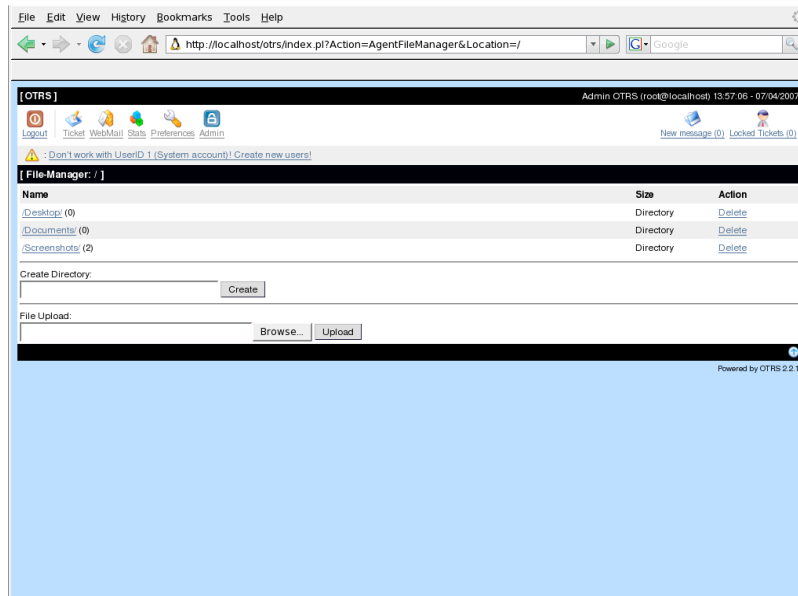 File Edit View History Bookmarks Tools Help
http://localhost/otrs/index.pl?Action=AgentFileManager&Location=/
G Google
[ OTRS ] Admin OTRS (root@localhost) 13:57:06 - 07/04/2007
Logout Ticket WebMail Stats Preferences Admin New message (0) Locked Tickets (0)
: Don't work with UserID 1 (System account)! Create new users!
[ File-Manager: / ]
Name Size Action
/Desktop/ (0) Directory Delete
/Documents/ (0) Directory Delete
/Screenshots/ (2) Directory Delete
Create Directory:
Create
File Upload:
Browse... Upload
Powered by OTRS 2.2.1